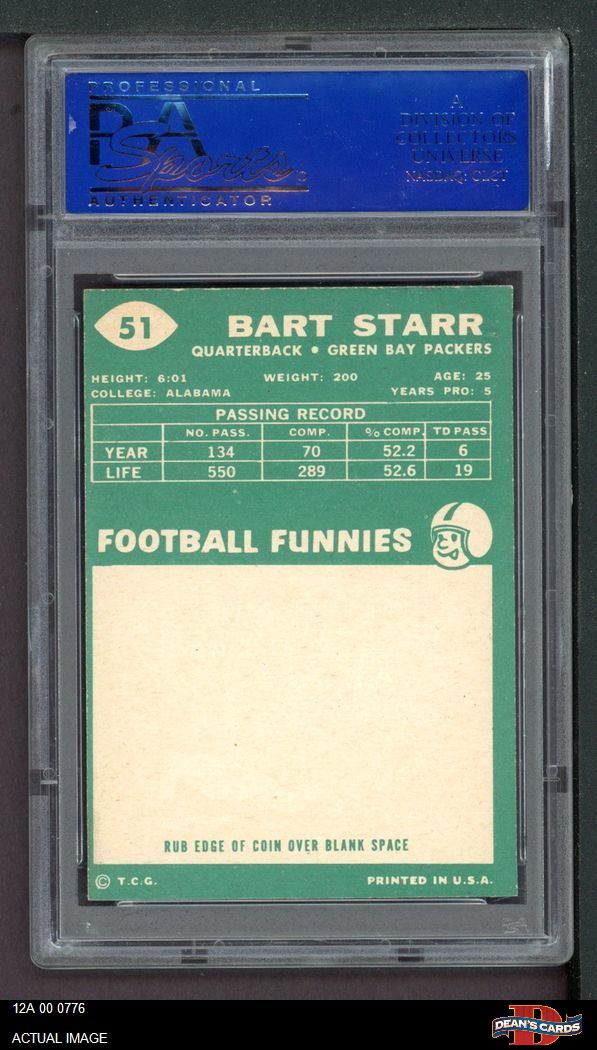 PROFESSIONAL
PSA
Sports
AUTHENTICATOR
A
DIVISION OF
COLLECTORS
UNIVERSE
NASDAQ: CLCT
51
BART STARR
QUARTERBACK • GREEN BAY PACKERS
HEIGHT: 6:01 WEIGHT: 200 AGE: 25
COLLEGE: ALABAMA YEARS PRO: 5
PASSING RECORD
NO. PASS. COMP. % COMP. TD PASS
YEAR 134 70 52.2 6
LIFE 550 289 52.6 19
FOOTBALL FUNNIES
RUB EDGE OF COIN OVER BLANK SPACE
© T.C.G. PRINTED IN U.S.A.
12A 00 0776
ACTUAL IMAGE
DEAN'S CARDS